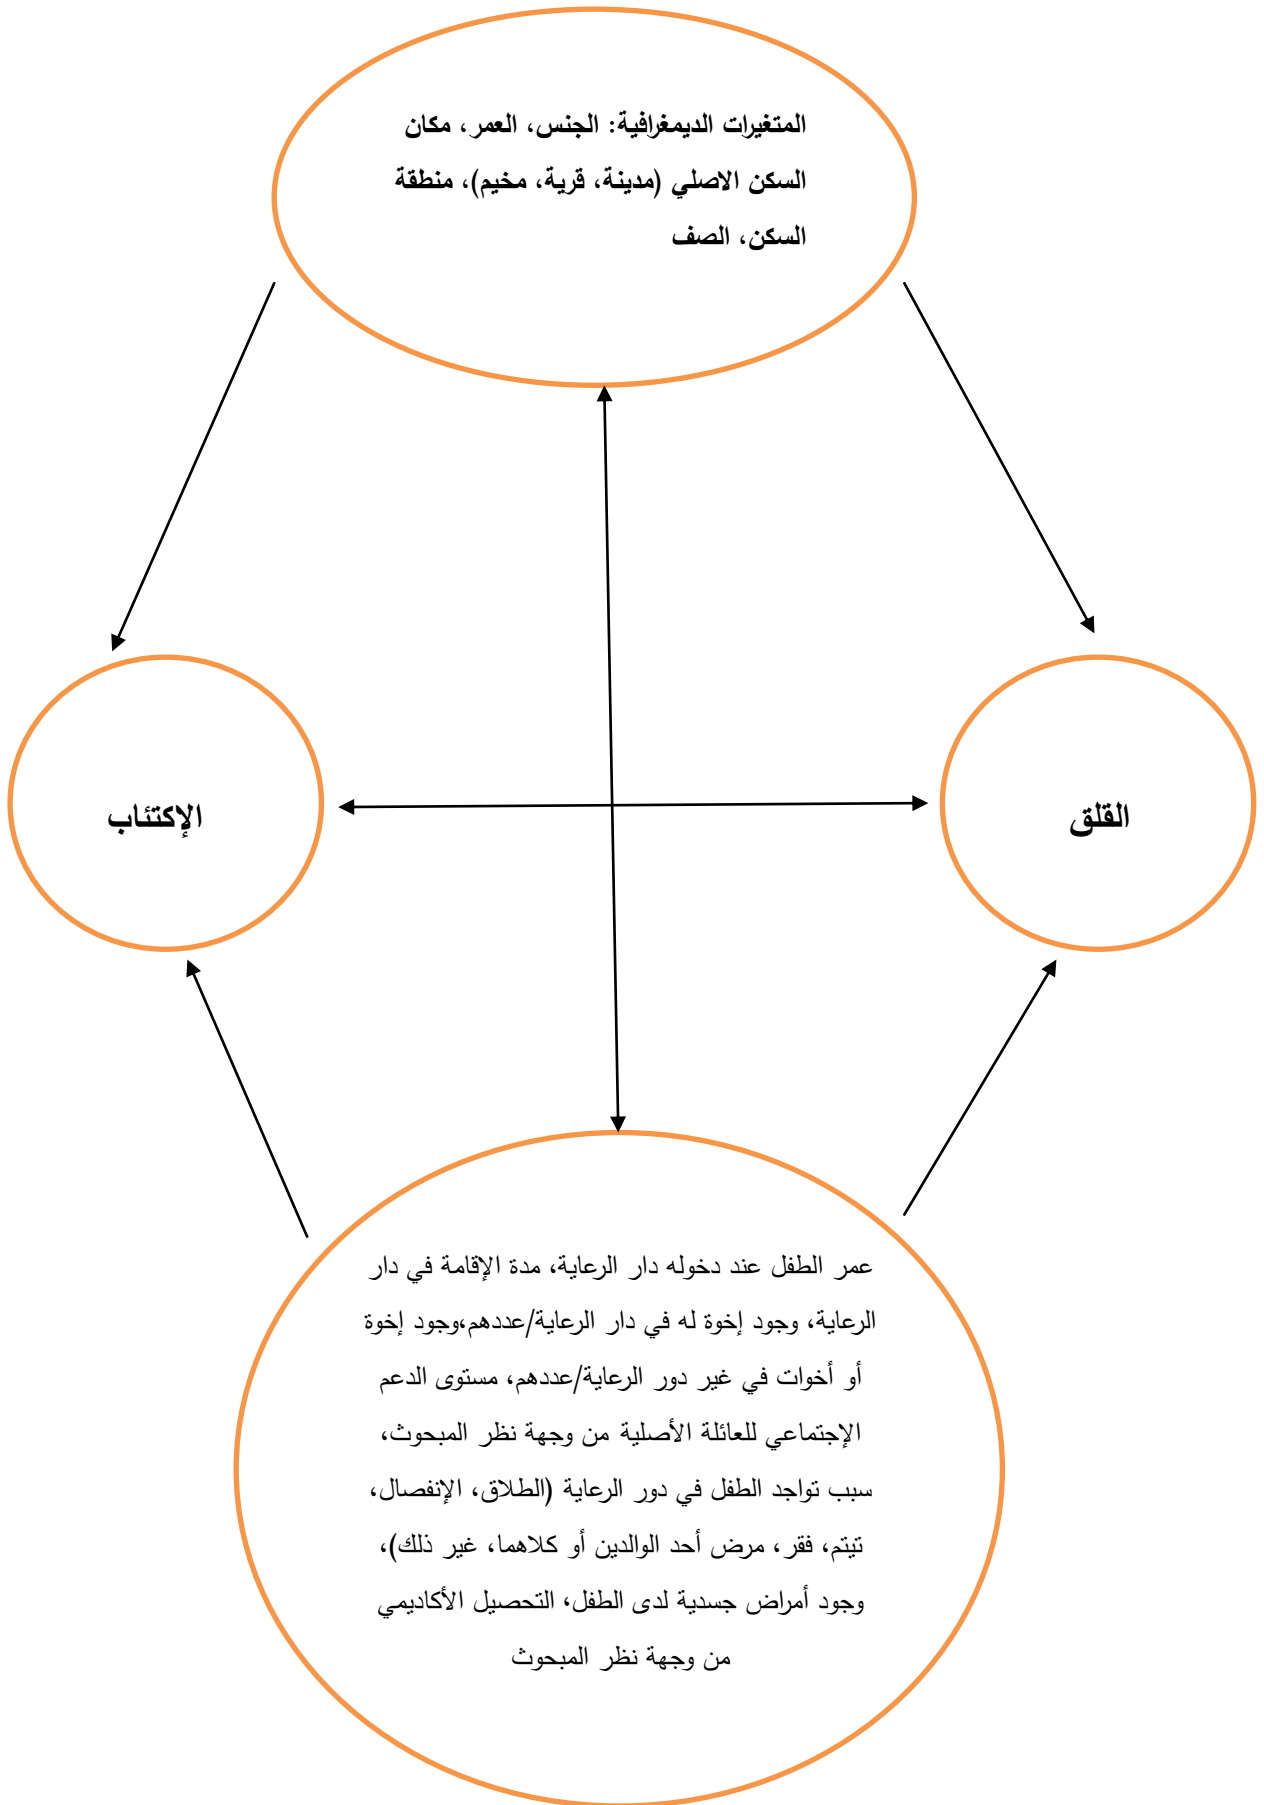 المتغيرات الديمغرافية: الجنس، العمر، مكان
السكن الاصلي (مدينة، قرية، مخيم)، منطقة
السكن، الصف
القلق
الإكتئاب
عمر الطفل عند دخوله دار الرعاية، مدة الإقامة في دار
الرعاية، وجود إخوة له في دار الرعاية/عددهم،وجود إخوة
أو أخوات في غير دور الرعاية/عددهم، مستوى الدعم
الإجتماعي للعائلة الأصلية من وجهة نظر المبحوث،
سبب تواجد الطفل في دور الرعاية (الطلاق، الإنفصال،
تيتم، فقر، مرض أحد الوالدين أو كلاهما، غير ذلك)،
وجود أمراض جسدية لدى الطفل، التحصيل الأكاديمي
من وجهة نظر المبحوث